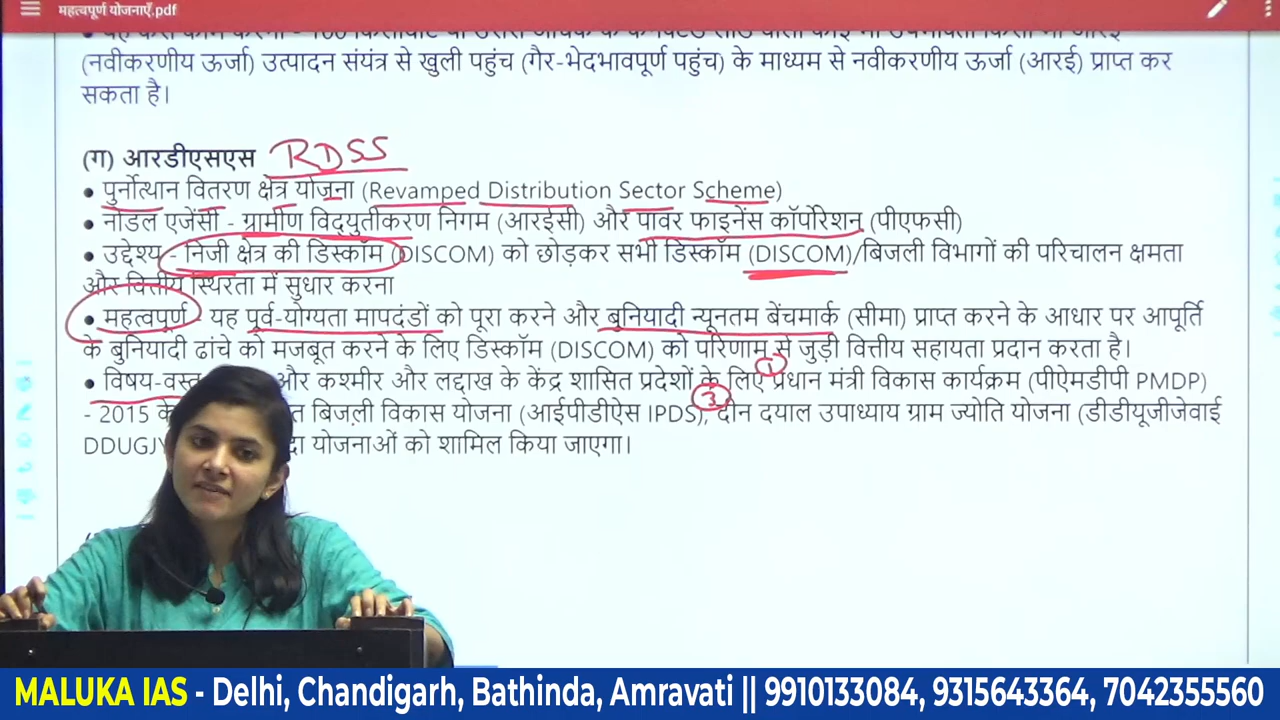 महत्वपूर्ण योजनाएँ.pdf
(नवीकरणीय ऊर्जा) उत्पादन संयंत्र से खुली पहुंच (गैर-भेदभावपूर्ण पहुंच) के माध्यम से नवीकरणीय ऊर्जा (आरई) प्राप्त कर
सकता है।
(ग) आरडीएसएस RDSS
• पुर्नोत्थान वितरण क्षेत्र योजना (Revamped Distribution Sector Scheme)
• नोडल एजेंसी - ग्रामीण विद्युतीकरण निगम (आरईसी) और पावर फाइनेंस कॉर्पोरेशन (पीएफसी)
• उद्देश्य - निजी क्षेत्र की डिस्कॉम (DISCOM) को छोड़कर सभी डिस्कॉम (DISCOM)/बिजली विभागों की परिचालन क्षमता
और वित्तीय स्थिरता में सुधार करना
• महत्वपूर्ण - यह पूर्व-योग्यता मापदंडों को पूरा करने और बुनियादी न्यूनतम बेंचमार्क (सीमा) प्राप्त करने के आधार पर आपूर्ति
के बुनियादी ढांचे को मजबूत करने के लिए डिस्कॉम (DISCOM) को परिणाम से जुड़ी वित्तीय सहायता प्रदान करता है।
1
• विषय-वस्तु और कश्मीर और लद्दाख के केंद्र शासित प्रदेशों के लिए प्रधान मंत्री विकास कार्यक्रम (पीऐमडीपी PMDP)
3
- 2015 के बिजली विकास योजना (आईपीडीऐस IPDS), दीन दयाल उपाध्याय ग्राम ज्योति योजना (डीडीयूजीजेवाई
DDUGJY योजनाओं को शामिल किया जाएगा।
MALUKA IAS - Delhi, Chandigarh, Bathinda, Amravati || 9910133084, 9315643364, 7042355560